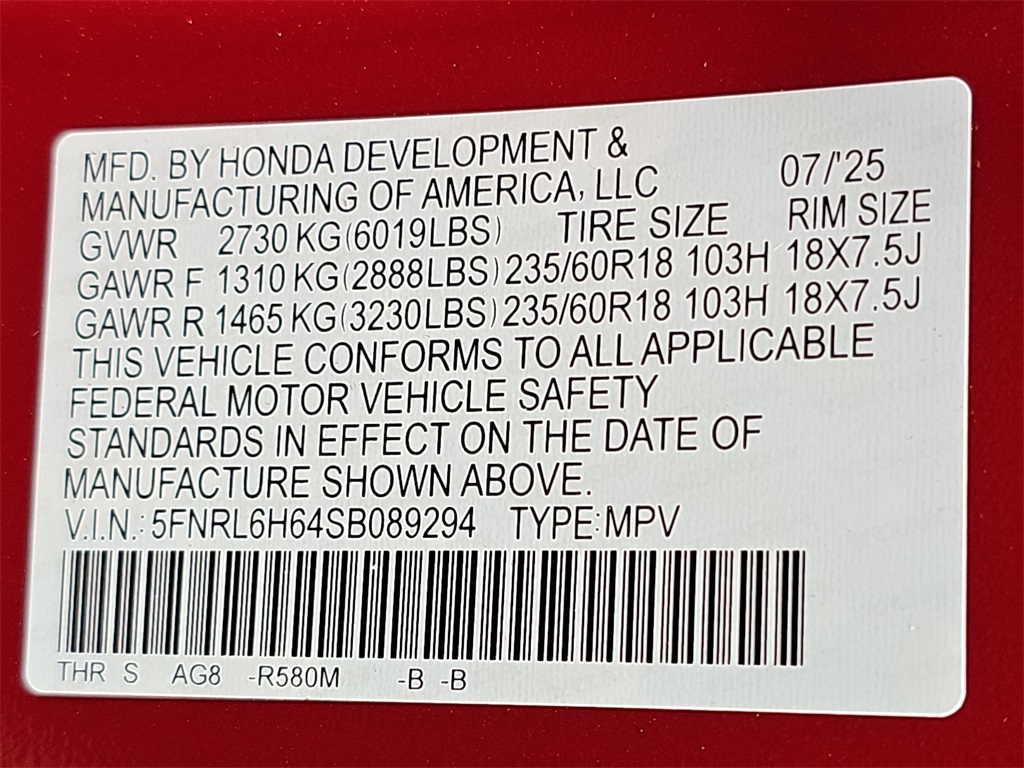 MFD. BY HONDA DEVELOPMENT &
MANUFACTURING OF AMERICA, LLC 07/'25
GVWR 2730 KG(6019LBS) TIRE SIZE RIM SIZE
GAWR F 1310 KG(2888LBS) 235/60R18 103H 18X7.5J
GAWR R 1465 KG(3230LBS) 235/60R18 103H 18X7.5J
THIS VEHICLE CONFORMS TO ALL APPLICABLE
FEDERAL MOTOR VEHICLE SAFETY
STANDARDS IN EFFECT ON THE DATE OF
MANUFACTURE SHOWN ABOVE.
V.I.N.: 5FNRL6H64SB089294 TYPE:MPV
THR S AG8 -R580M -B -B